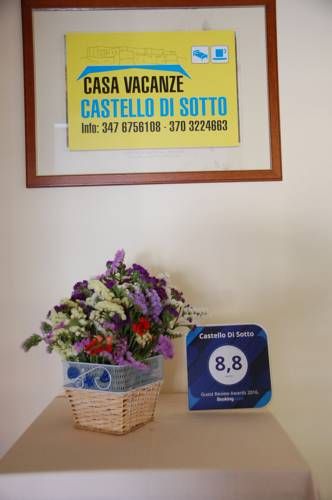 CASA VACANZE
CASTELLO DI SOTTO
Info: 347 6756108 - 370 3224663
Castello Di Sotto
8,8
Guest Review Awards 2016
Booking.com